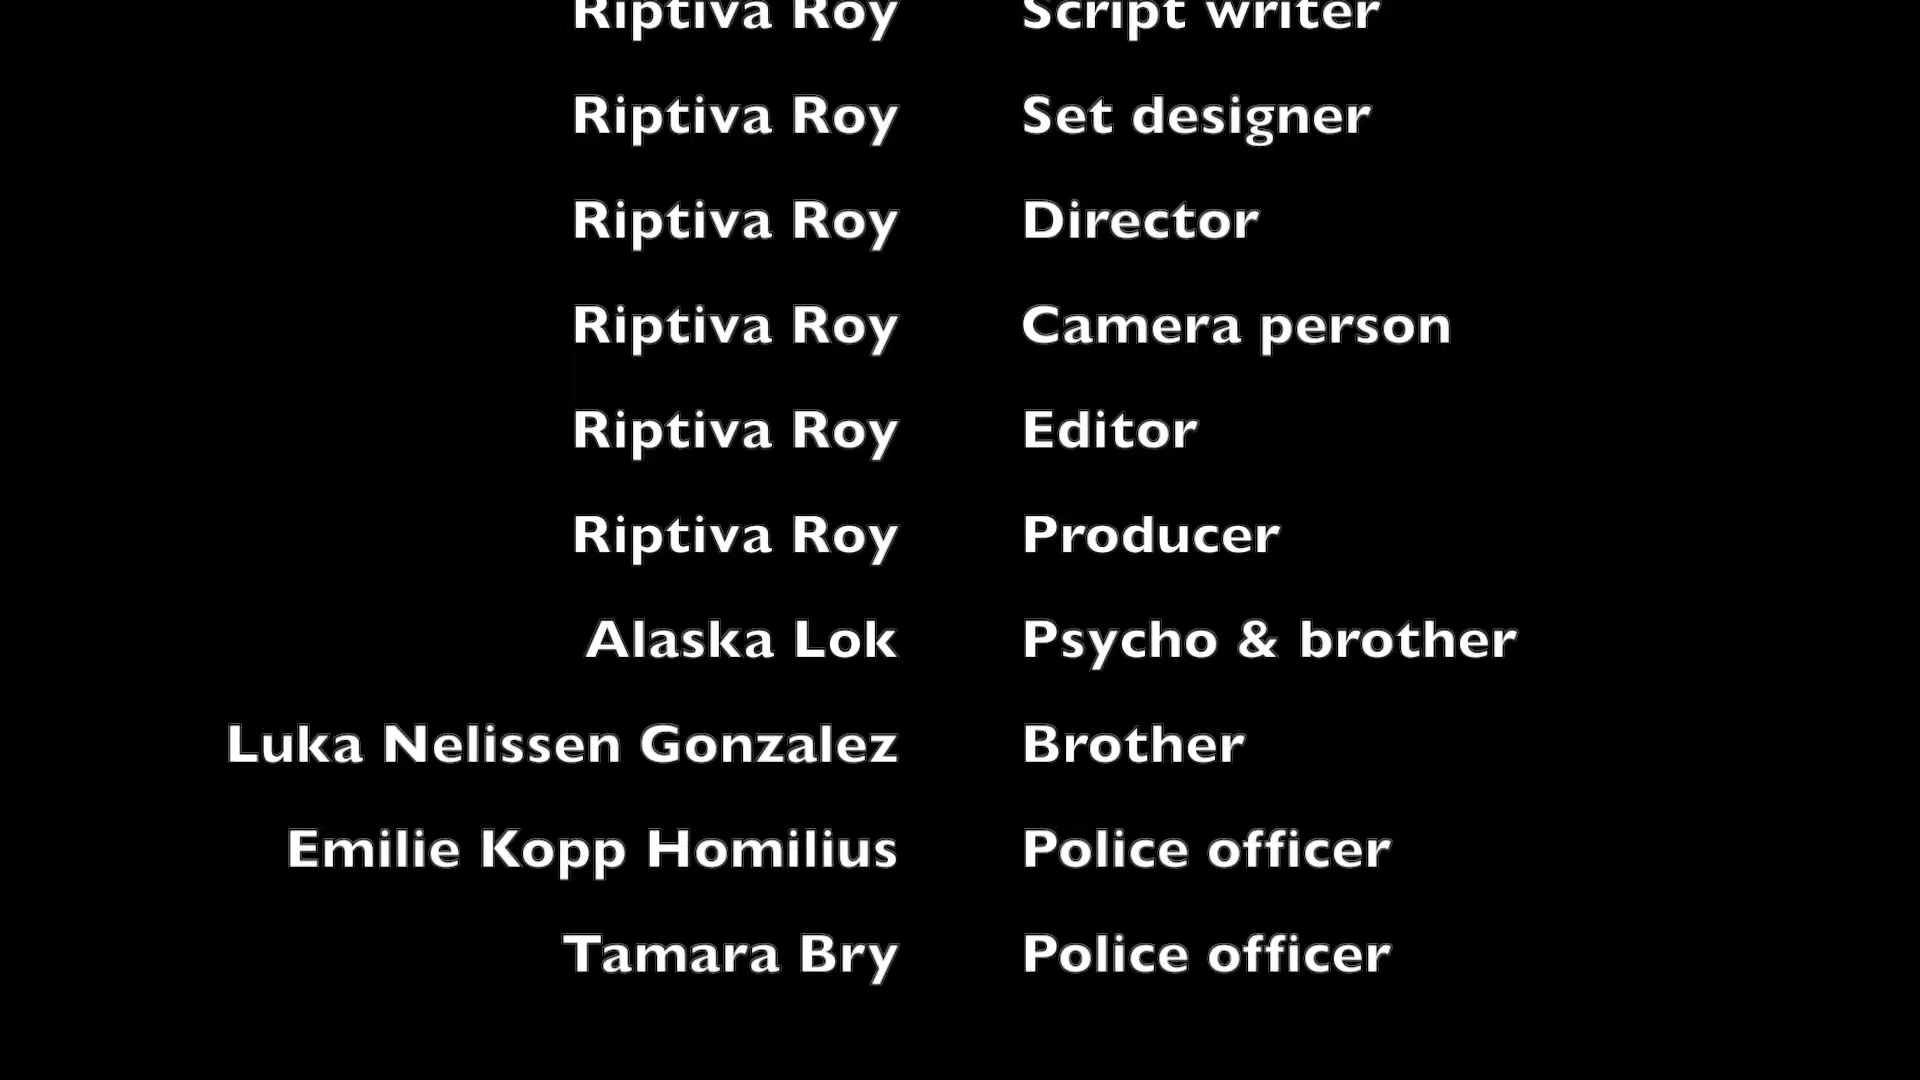 Riptiva Roy Script writer
Riptiva Roy Set designer
Riptiva Roy Director
Riptiva Roy Camera person
Riptiva Roy Editor
Riptiva Roy Producer
Alaska Lok Psycho & brother
Luka Nelissen Gonzalez Brother
Emilie Kopp Homilius Police officer
Tamara Bry Police officer